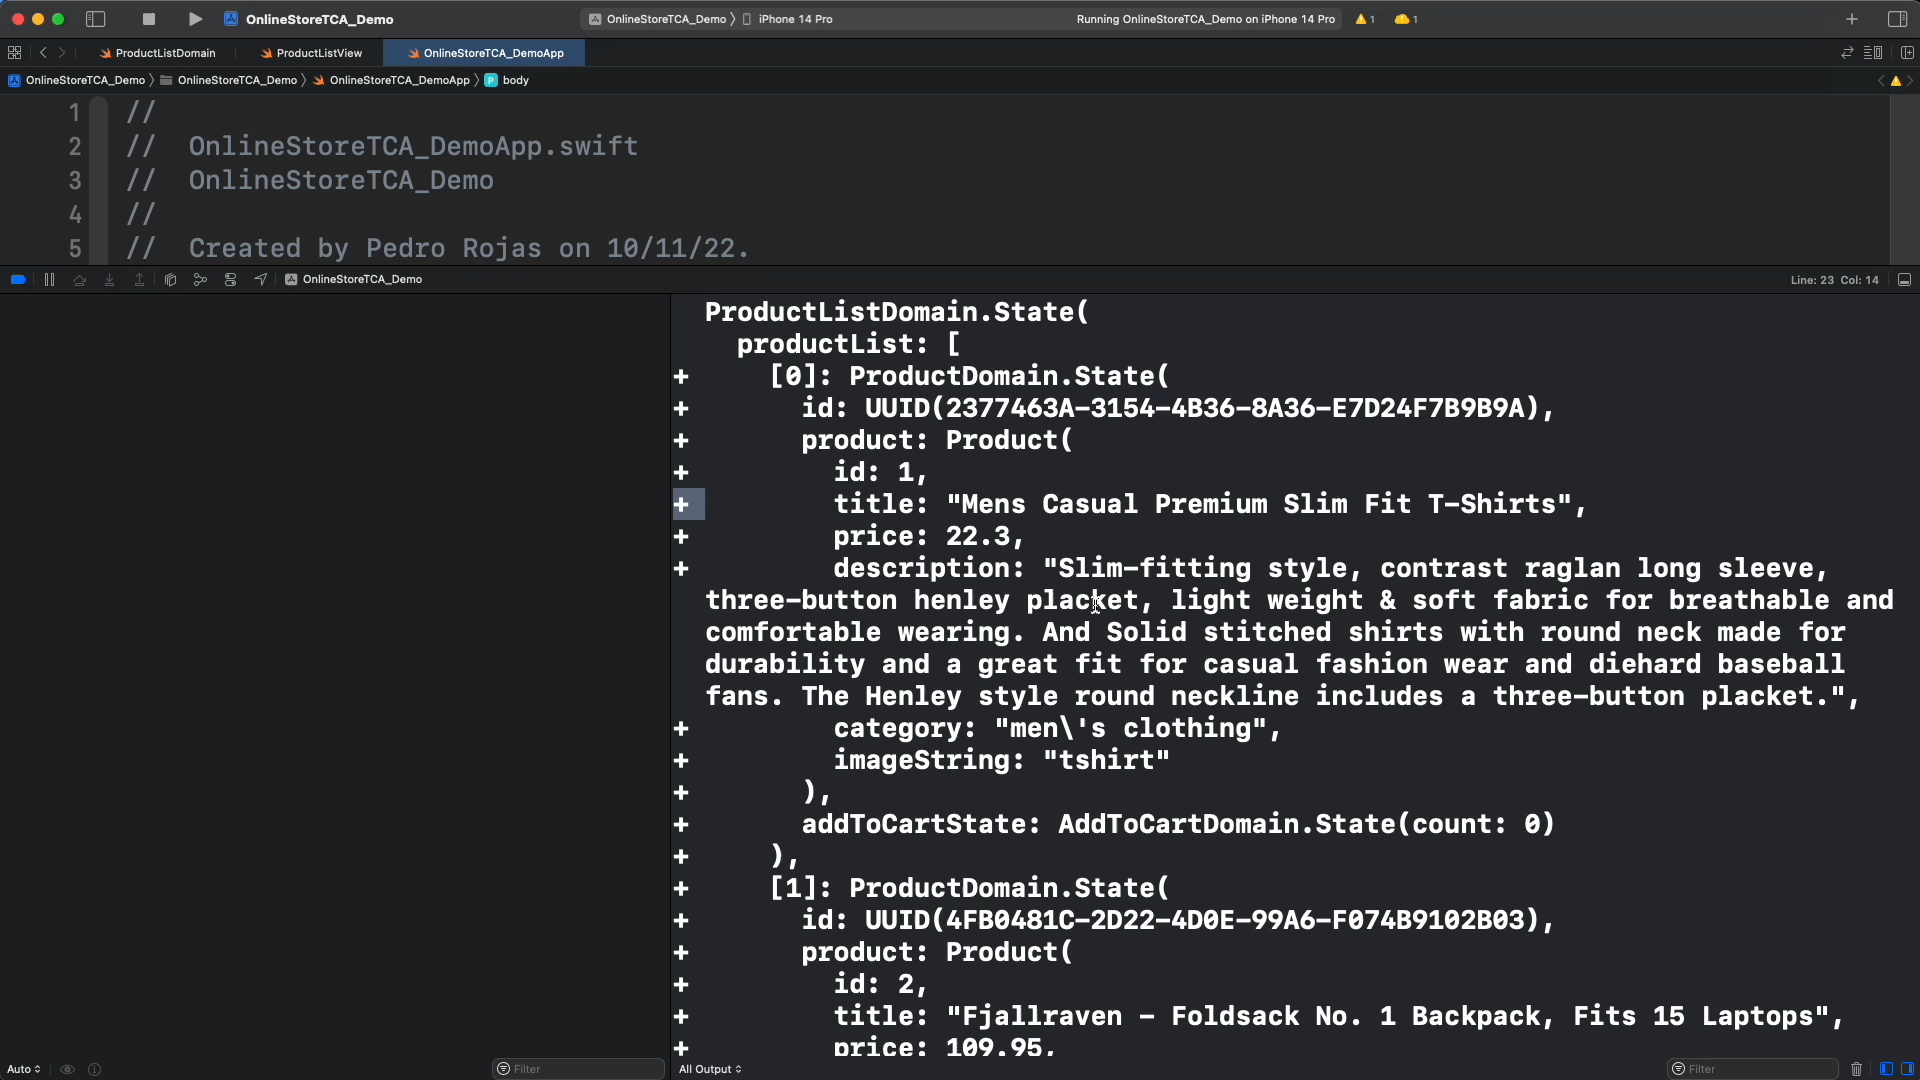 OnlineStoreTCA_Demo
OnlineStoreTCA_Demo 〉 iPhone 14 Pro
Running OnlineStoreTCA_Demo on iPhone 14 Pro
1
1
ProductListDomain
ProductListView
OnlineStoreTCA_DemoApp
OnlineStoreTCA_Demo 〉 OnlineStoreTCA_Demo 〉 OnlineStoreTCA_DemoApp 〉 P body
1 //
2 //  OnlineStoreTCA_DemoApp.swift
3 //  OnlineStoreTCA_Demo
4 //
5 //  Created by Pedro Rojas on 10/11/22.
OnlineStoreTCA_Demo
Line: 23 Col: 14
  ProductListDomain.State(
    productList: [
+     [0]: ProductDomain.State(
+       id: UUID(2377463A-3154-4B36-8A36-E7D24F7B9B9A),
+       product: Product(
+         id: 1,
+         title: "Mens Casual Premium Slim Fit T-Shirts",
+         price: 22.3,
+         description: "Slim-fitting style, contrast raglan long sleeve,
three-button henley placket, light weight & soft fabric for breathable and
comfortable wearing. And Solid stitched shirts with round neck made for
durability and a great fit for casual fashion wear and diehard baseball
fans. The Henley style round neckline includes a three-button placket.",
+         category: "men\'s clothing",
+         imageString: "tshirt"
+       ),
+       addToCartState: AddToCartDomain.State(count: 0)
+     ),
+     [1]: ProductDomain.State(
+       id: UUID(4FB0481C-2D22-4D0E-99A6-F074B9102B03),
+       product: Product(
+         id: 2,
+         title: "Fjallraven - Foldsack No. 1 Backpack, Fits 15 Laptops",
+         price: 109.95,
Auto
Filter
All Output
Filter